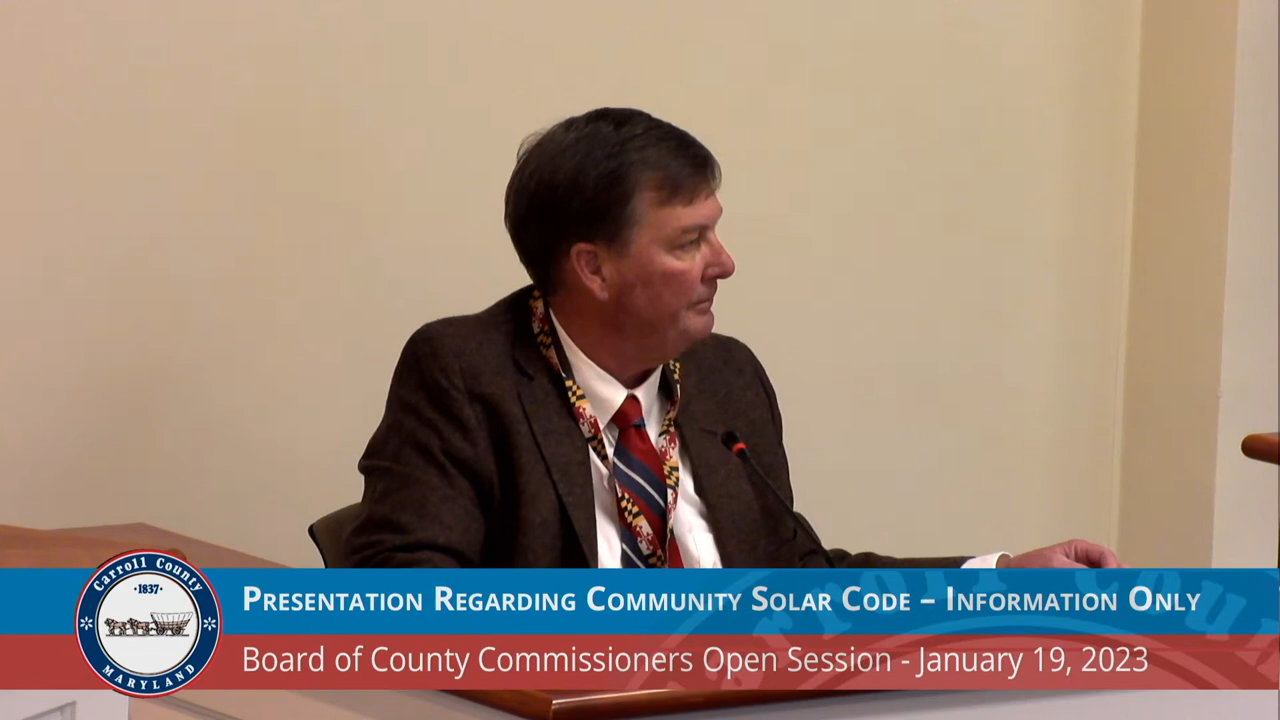 Carroll County
·1837·
MARYLAND
Presentation Regarding Community Solar Code – Information Only
Board of County Commissioners Open Session - January 19, 2023